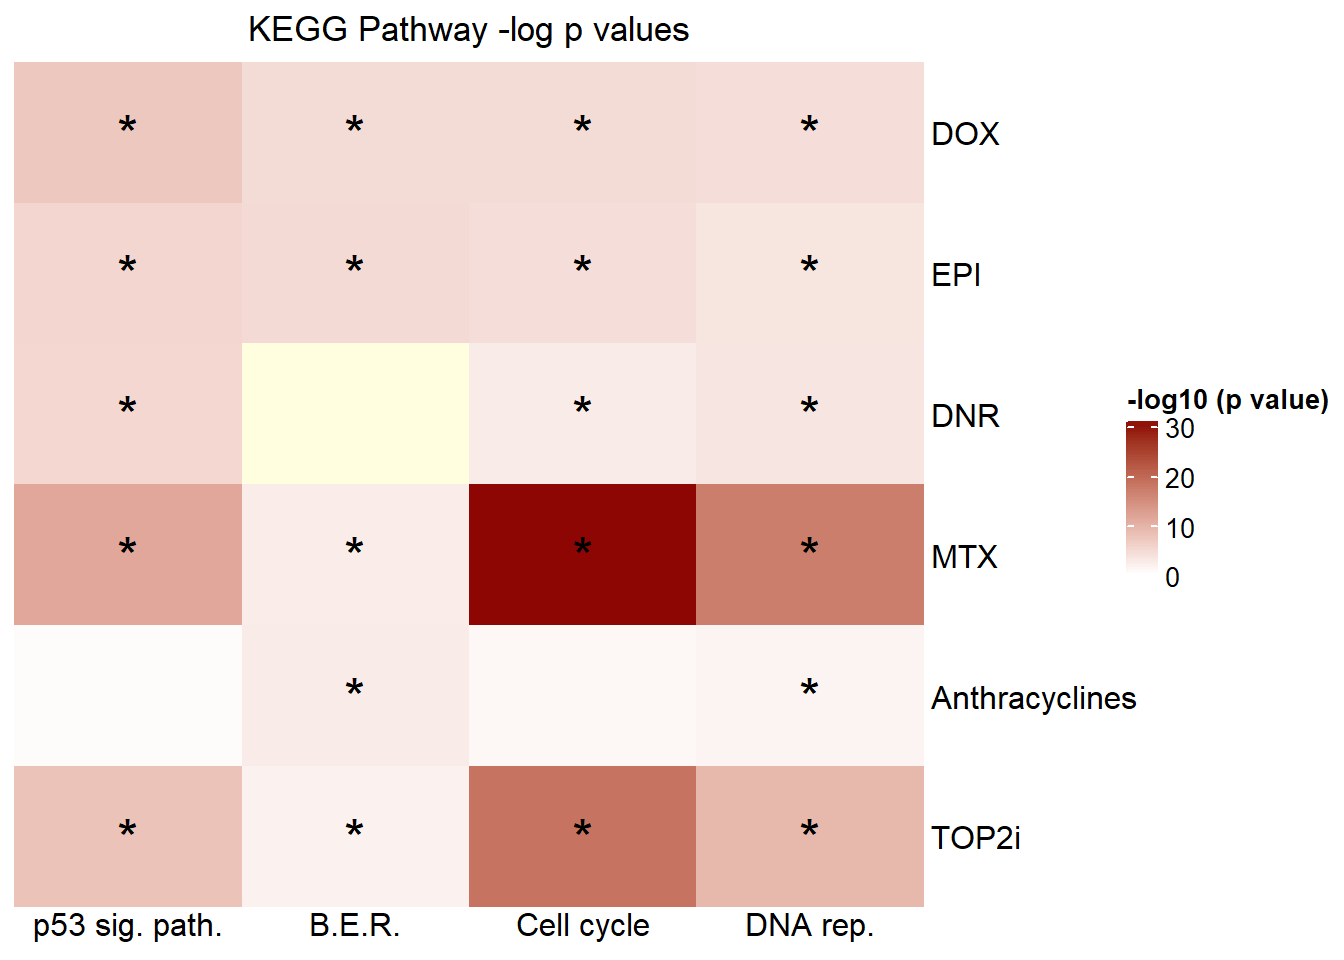 KEGG Pathway -log p values
* * * * DOX
* * * * EPI
* * * DNR
* * * * MTX
* * Anthracyclines
* * * * TOP2i
p53 sig. path. B.E.R. Cell cycle DNA rep.
-log10 (p value)
30
20
10
0